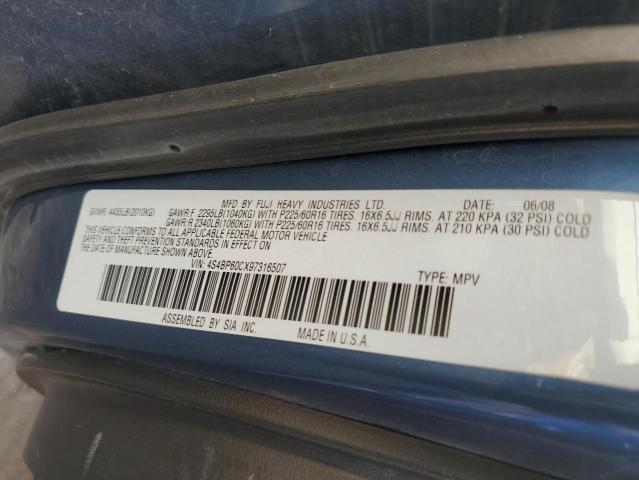 MFD. BY FUJI HEAVY INDUSTRIES LTD. DATE: 06/08
GVWR: 4435LB(2010KG) GAWR:F 2295LB(1040KG) WITH P225/60R16 TIRES. 16X6.5JJ RIMS. AT 220 KPA (32 PSI) COLD
GAWR:R 2340LB(1060KG) WITH P225/60R16 TIRES. 16X6.5JJ RIMS. AT 210 KPA (30 PSI) COLD
THIS VEHICLE CONFORMS TO ALL APPLICABLE FEDERAL MOTOR VEHICLE
SAFETY, BUMPER, AND THEFT PREVENTION STANDARDS IN EFFECT ON THE DATE
OF MANUFACTURE SHOWN ABOVE.
VIN: 4S4BP60CX97316507 TYPE: MPV
ASSEMBLED BY SIA INC. MADE IN U.S.A.